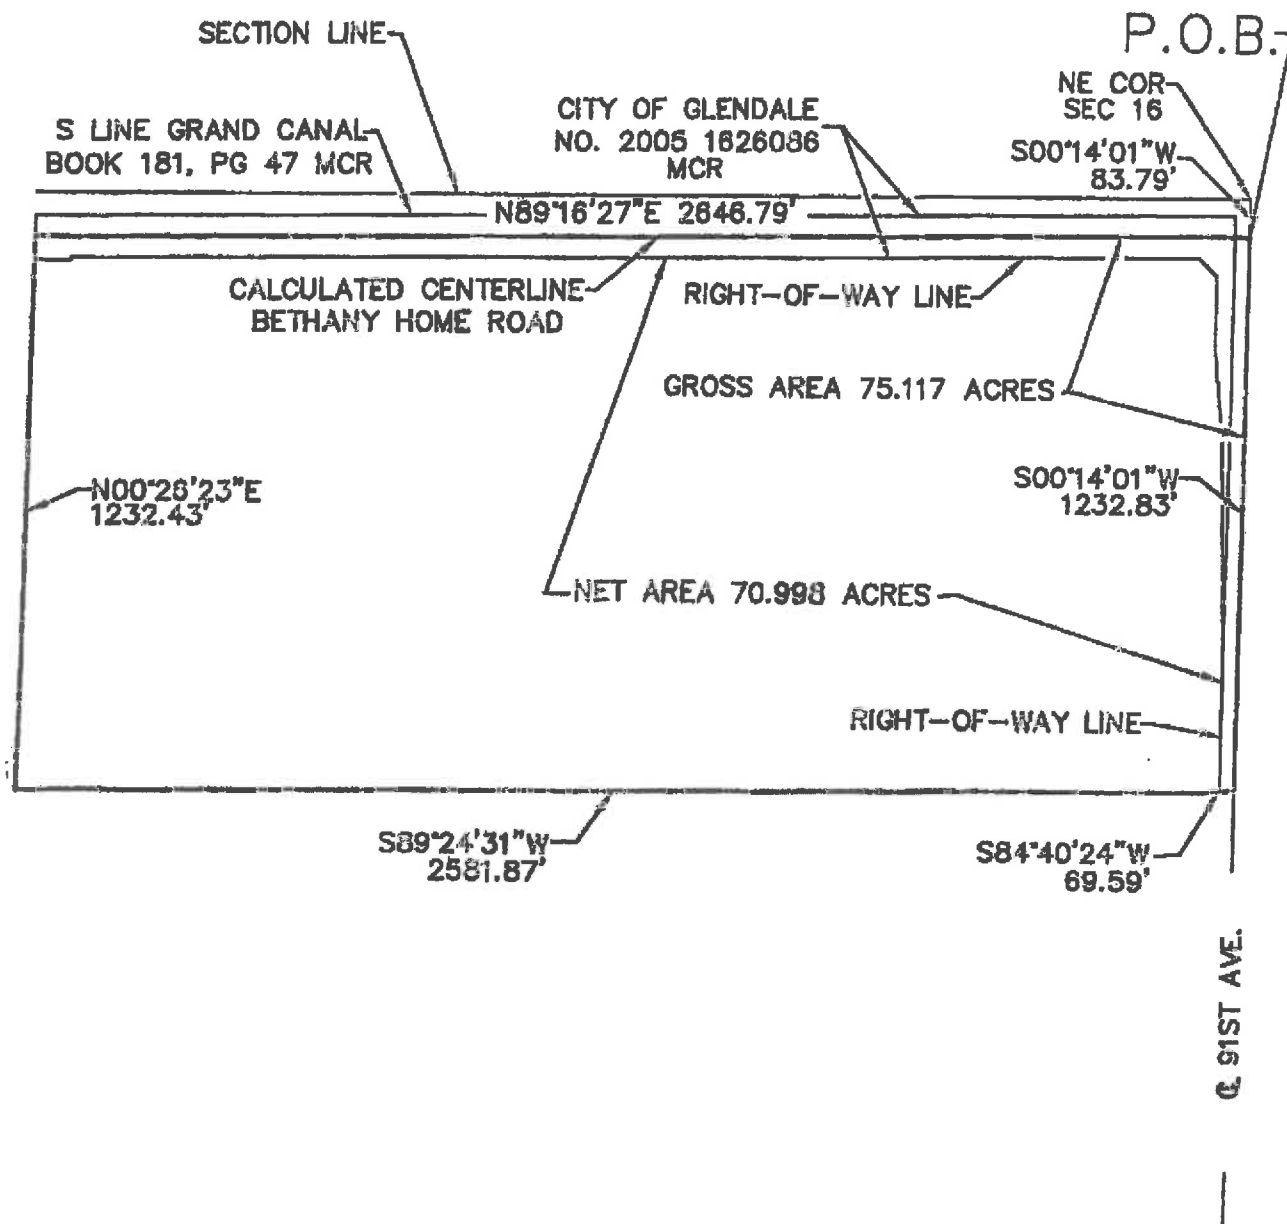 SECTION LINE
P.O.B.
NE COR
SEC 16
S LINE GRAND CANAL
BOOK 181, PG 47 MCR
CITY OF GLENDALE
NO. 2005 1626086
MCR
S00°14'01"W
83.79'
N89°16'27"E 2646.79'
CALCULATED CENTERLINE
BETHANY HOME ROAD
RIGHT-OF-WAY LINE
GROSS AREA 75.117 ACRES
N00°26'23"E
1232.43'
S00°14'01"W
1232.83'
NET AREA 70.998 ACRES
RIGHT-OF-WAY LINE
S89°24'31"W
2581.87'
S84°40'24"W
69.59'
℄ 91ST AVE.